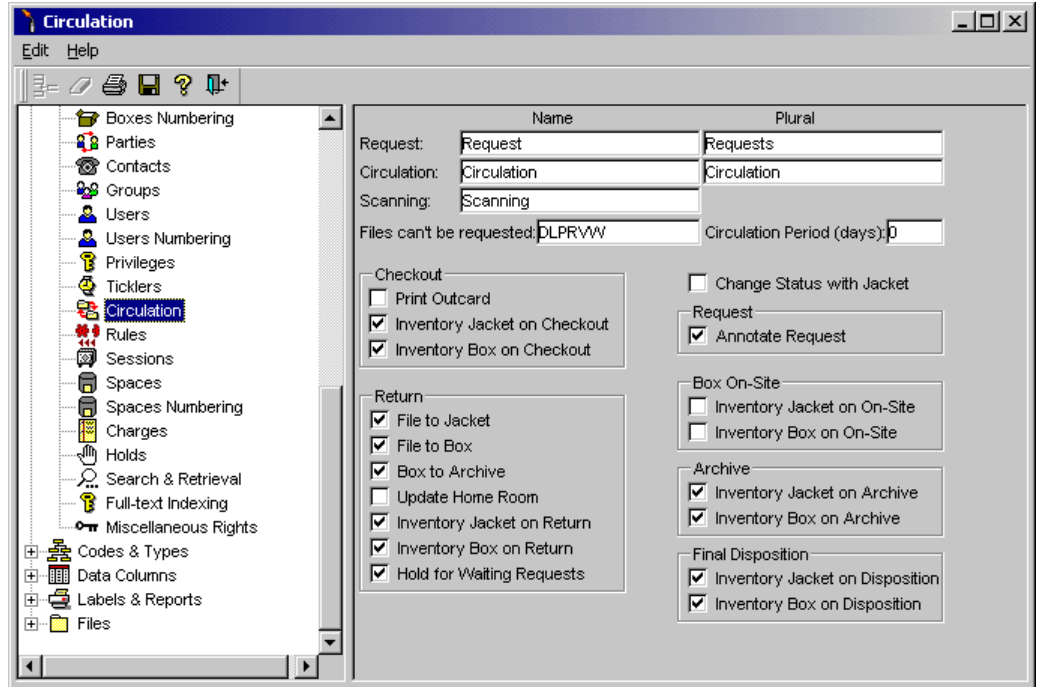 Circulation
Edit Help
Boxes Numbering
Parties
Contacts
Groups
Users
Users Numbering
Privileges
Ticklers
Circulation
Rules
Sessions
Spaces
Spaces Numbering
Charges
Holds
Search & Retrieval
Full-text Indexing
Miscellaneous Rights
Codes & Types
Data Columns
Labels & Reports
Files
Name Plural
Request: Request Requests
Circulation: Circulation Circulation
Scanning: Scanning
Files can't be requested: DLPRVW Circulation Period (days): 0
Checkout
Print Outcard
Inventory Jacket on Checkout
Inventory Box on Checkout
Return
File to Jacket
File to Box
Box to Archive
Update Home Room
Inventory Jacket on Return
Inventory Box on Return
Hold for Waiting Requests
Change Status with Jacket
Request
Annotate Request
Box On-Site
Inventory Jacket on On-Site
Inventory Box on On-Site
Archive
Inventory Jacket on Archive
Inventory Box on Archive
Final Disposition
Inventory Jacket on Disposition
Inventory Box on Disposition